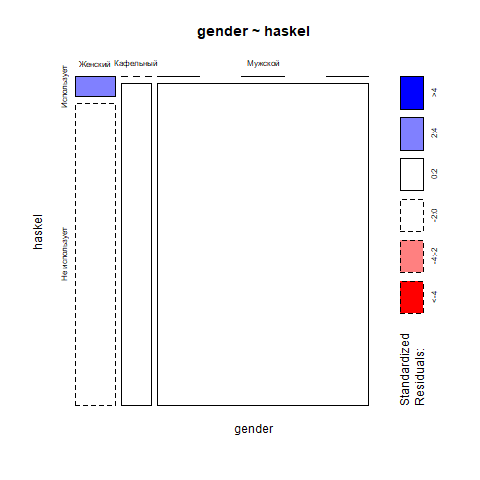 gender ~ haskel
Женский
Кафельный
Мужской
Использует
Не использует
haskel
gender
Standardized
Residuals:
<-4
-4:-2
-2:0
0:2
2:4
>4